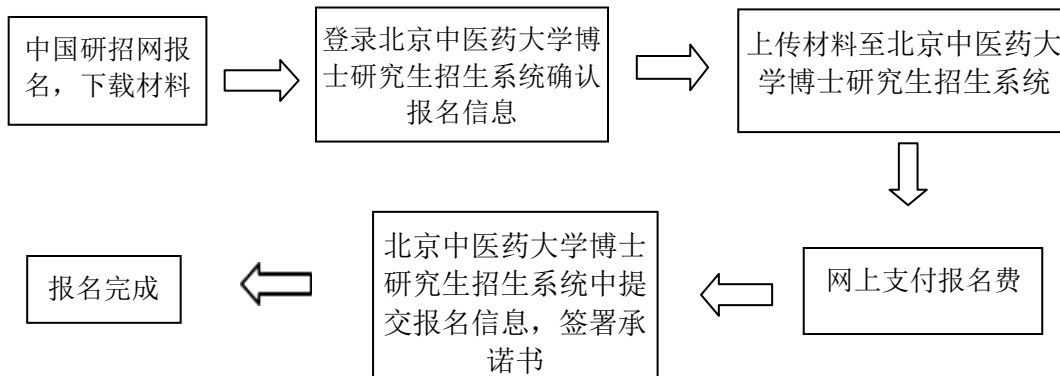 中国研招网报
名，下载材料
登录北京中医药大学博
士研究生招生系统确认
报名信息
上传材料至北京中医药大
学博士研究生招生系统
网上支付报名费
北京中医药大学博士
研究生招生系统中提
交报名信息，签署承
诺书
报名完成